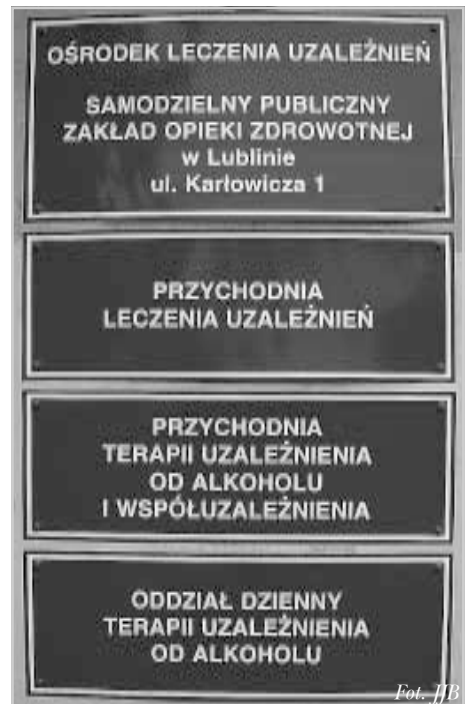 OŚRODEK LECZENIA UZALEŻNIEŃ
SAMODZIELNY PUBLICZNY
ZAKŁAD OPIEKI ZDROWOTNEJ
w Lublinie
ul. Karłowicza 1
PRZYCHODNIA
LECZENIA UZALEŻNIEŃ
PRZYCHODNIA
TERAPII UZALEŻNIENIA
OD ALKOHOLU
I WSPÓŁUZALEŻNIENIA
ODDZIAŁ DZIENNY
TERAPII UZALEŻNIENIA
OD ALKOHOLU
Fot. JJB